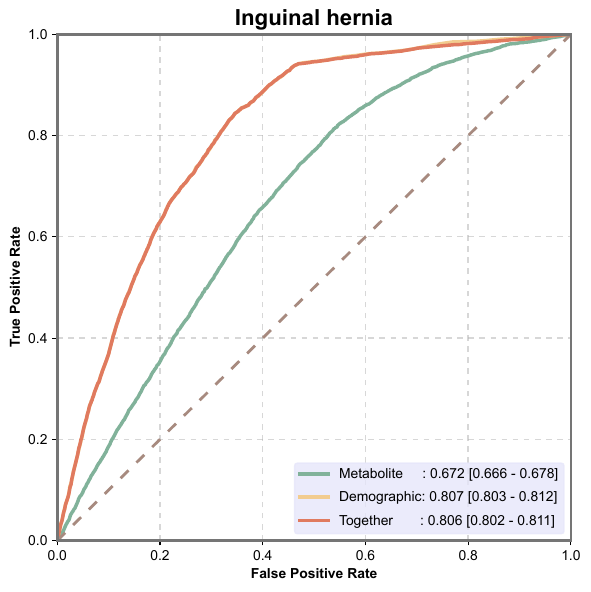 Inguinal hernia
1.0
0.8
0.6
0.4
0.2
0.0
True Positive Rate
Metabolite : 0.672 [0.666 - 0.678]
Demographic: 0.807 [0.803 - 0.812]
Together : 0.806 [0.802 - 0.811]
0.0 0.2 0.4 0.6 0.8 1.0
False Positive Rate